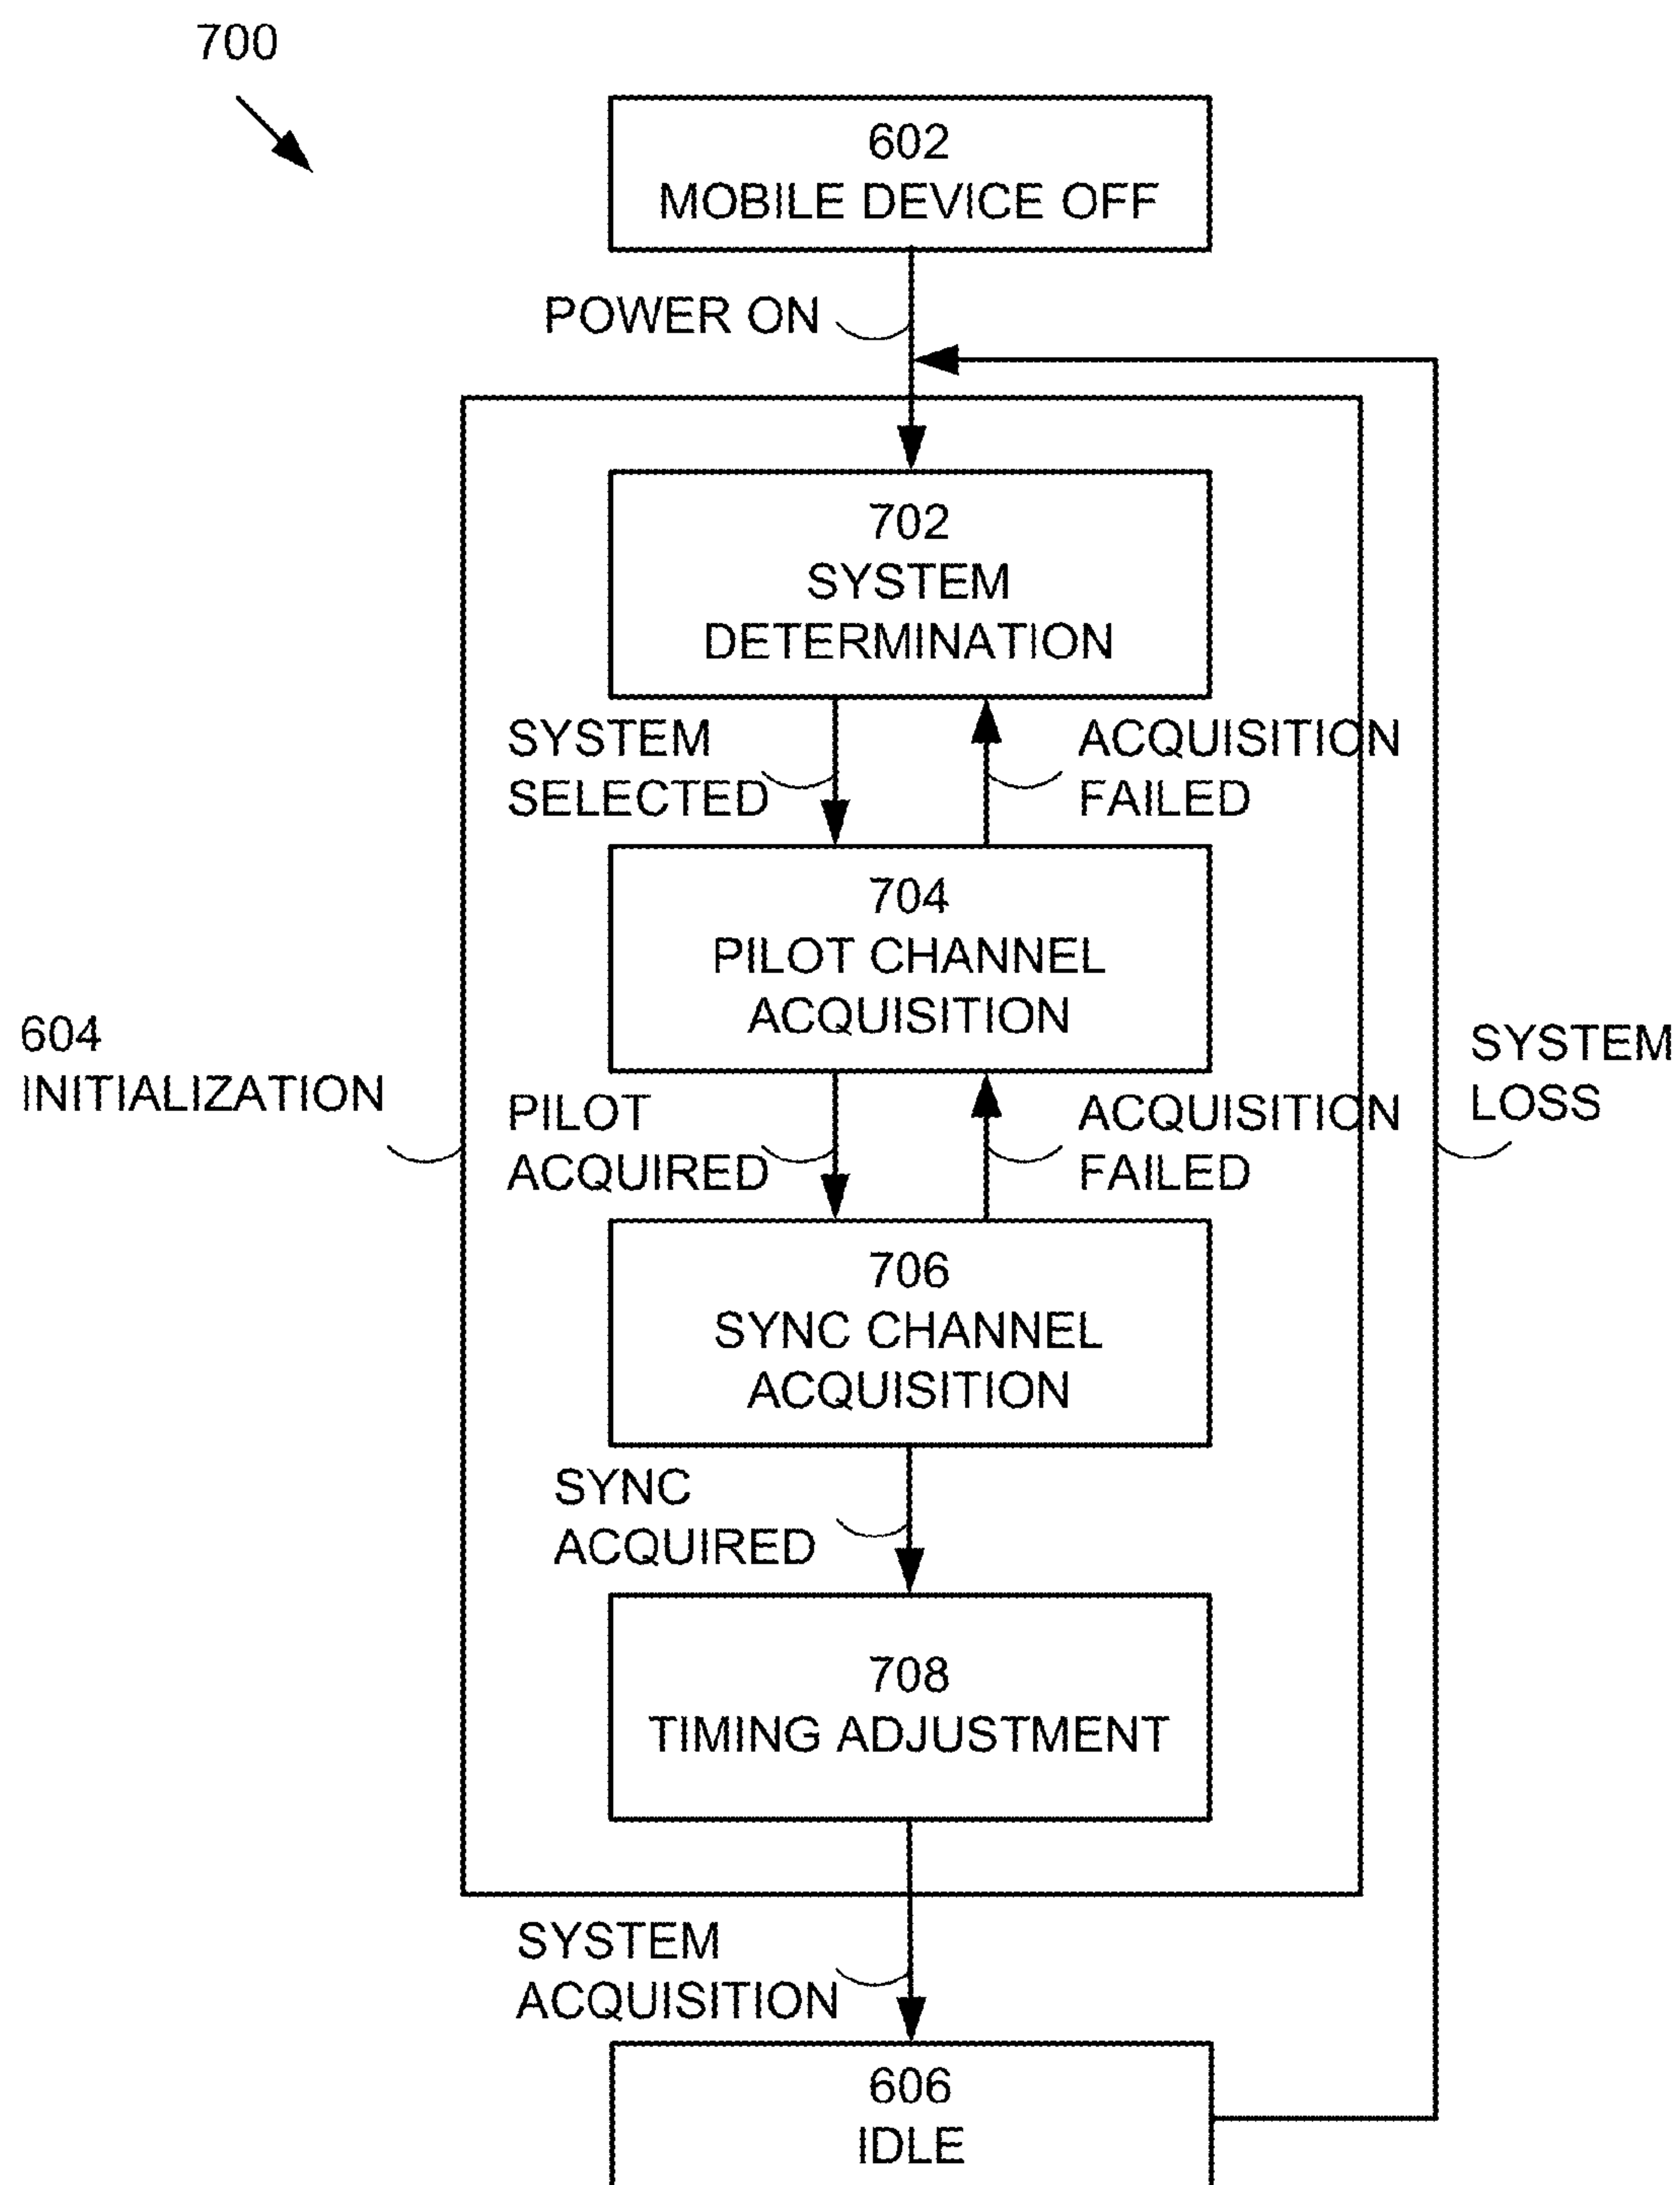 700
602
MOBILE DEVICE OFF
POWER ON
702
SYSTEM
DETERMINATION
SYSTEM
SELECTED
ACQUISITION
FAILED
704
PILOT CHANNEL
ACQUISITION
604
INITIALIZATION
SYSTEM
LOSS
PILOT
ACQUIRED
ACQUISITION
FAILED
706
SYNC CHANNEL
ACQUISITION
SYNC
ACQUIRED
708
TIMING ADJUSTMENT
SYSTEM
ACQUISITION
606
IDLE